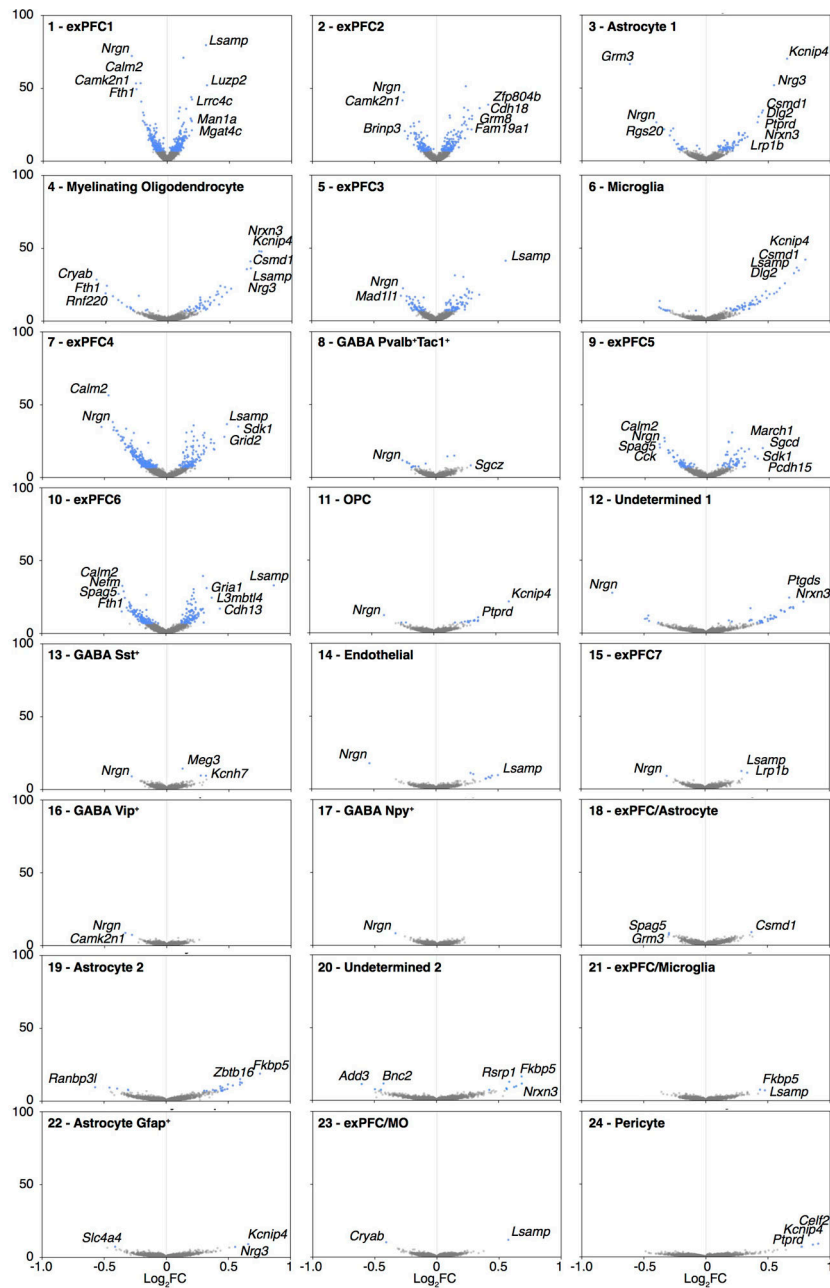 100
50
0
1 - exPFC1
Nrgn
Lsamp
Calm2
Camk2n1
Luzp2
Fth1
Lrrc4c
Man1a
Mgat4c
2 - exPFC2
Nrgn
Zfp804b
Camk2n1
Cdh18
Grm8
Brinp3
Fam19a1
3 - Astrocyte 1
Kcnip4
Grm3
Nrg3
Csmd1
Nrgn
Dlg2
Ptprd
Rgs20
Nrxn3
Lrp1b
100
50
0
4 - Myelinating Oligodendrocyte
Nrxn3
Kcnip4
Csmd1
Cryab
Lsamp
Fth1
Nrg3
Rnf220
5 - exPFC3
Lsamp
Nrgn
Mad1l1
6 - Microglia
Kcnip4
Csmd1
Lsamp
Dlg2
100
50
0
7 - exPFC4
Calm2
Nrgn
Lsamp
Sdk1
Grid2
8 - GABA Pvalb⁺Tac1⁺
Nrgn
Sgcz
9 - exPFC5
Calm2
March1
Nrgn
Sgcd
Spag5
Sdk1
Cck
Pcdh15
100
50
0
10 - exPFC6
Calm2
Lsamp
Nefm
Gria1
Spag5
L3mbtl4
Fth1
Cdh13
11 - OPC
Kcnip4
Nrgn
Ptprd
12 - Undetermined 1
Nrgn
Ptgds
Nrxn3
100
50
0
13 - GABA Sst⁺
Meg3
Nrgn
Kcnh7
14 - Endothelial
Nrgn
Lsamp
15 - exPFC7
Lsamp
Nrgn
Lrp1b
100
50
0
16 - GABA Vip⁺
Nrgn
Camk2n1
17 - GABA Npy⁺
Nrgn
18 - exPFC/Astrocyte
Spag5
Csmd1
Grm3
100
50
0
19 - Astrocyte 2
Fkbp5
Zbtb16
Ranbp3l
20 - Undetermined 2
Rsrp1
Fkbp5
Add3
Bnc2
Nrxn3
21 - exPFC/Microglia
Fkbp5
Lsamp
100
50
0
22 - Astrocyte Gfap⁺
Slc4a4
Kcnip4
Nrg3
23 - exPFC/MO
Cryab
Lsamp
24 - Pericyte
Celf2
Kcnip4
Ptprd
-1.0 -0.5 0 0.5 1.0
-1.0 -0.5 0 0.5 1.0
-1.0 -0.5 0 0.5 1.0
Log₂FC
Log₂FC
Log₂FC